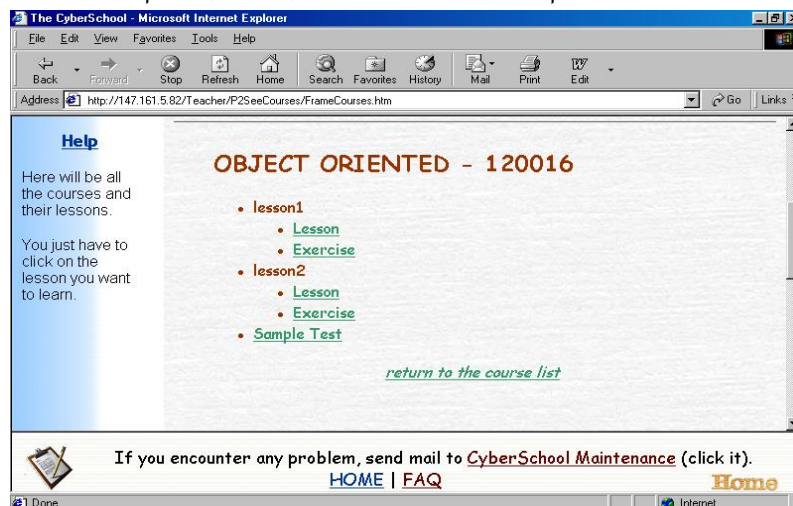 The CyberSchool - Microsoft Internet Explorer
File Edit View Favorites Tools Help
Back Forward Stop Refresh Home Search Favorites History Mail Print Edit
Address http://147.161.5.82/Teacher/P2SeeCourses/FrameCourses.htm Go Links
Help
Here will be all
the courses and
their lessons.
You just have to
click on the
lesson you want
to learn.
OBJECT ORIENTED - 120016
• lesson1
• Lesson
• Exercise
• lesson2
• Lesson
• Exercise
• Sample Test
return to the course list
If you encounter any problem, send mail to CyberSchool Maintenance (click it).
HOME | FAQ
Home
Done Internet